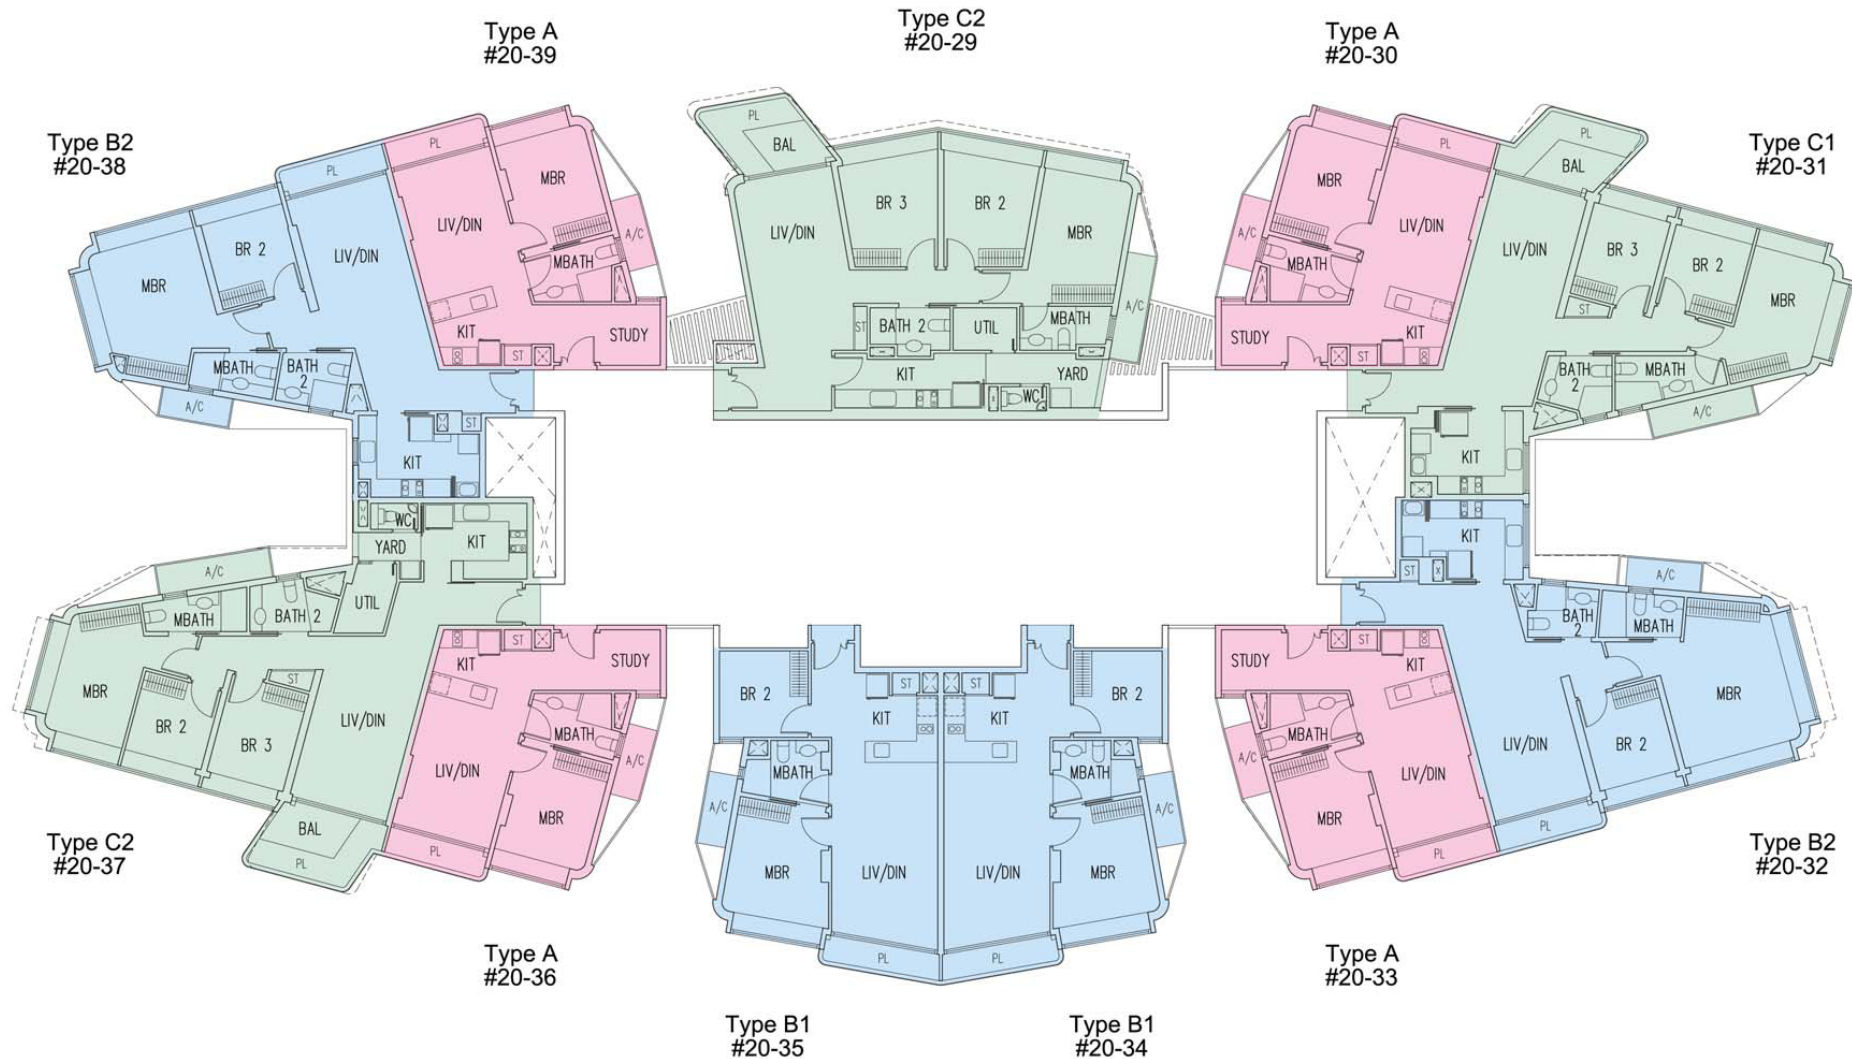 Type A
#20-39
Type C2
#20-29
Type A
#20-30
Type B2
#20-38
Type C1
#20-31
PL
MBR
LIV/DIN
A/C
MBATH
KIT
ST
STUDY
PL
BR 2
LIV/DIN
MBR
MBATH
BATH
2
A/C
ST
KIT
PL
BAL
BR 3
BR 2
LIV/DIN
MBR
A/C
ST
BATH 2
UTIL
MBATH
KIT
YARD
WC
PL
MBR
LIV/DIN
A/C
MBATH
STUDY
KIT
ST
PL
BAL
LIV/DIN
BR 3
BR 2
MBR
ST
BATH
2
MBATH
A/C
KIT
WC
YARD
KIT
A/C
MBATH
BATH 2
UTIL
MBR
BR 2
BR 3
ST
LIV/DIN
BAL
PL
KIT
ST
STUDY
MBATH
A/C
LIV/DIN
MBR
PL
BR 2
ST
KIT
MBATH
A/C
MBR
LIV/DIN
PL
ST
KIT
BR 2
MBATH
A/C
LIV/DIN
MBR
PL
STUDY
ST
KIT
MBATH
A/C
LIV/DIN
MBR
PL
KIT
ST
A/C
BATH
2
MBATH
MBR
BR 2
LIV/DIN
PL
Type C2
#20-37
Type B2
#20-32
Type A
#20-36
Type A
#20-33
Type B1
#20-35
Type B1
#20-34